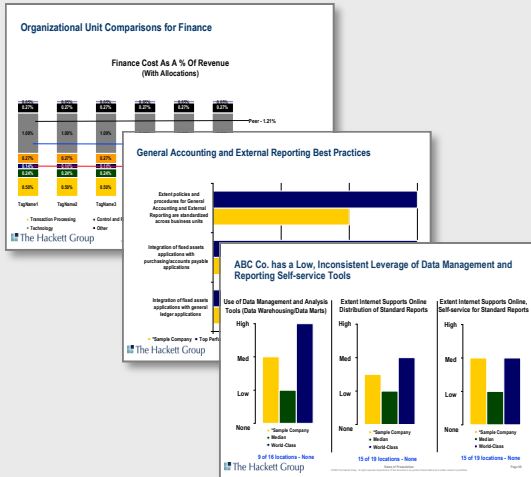 Organizational Unit Comparisons for Finance
Finance Cost As A % Of Revenue
(With Allocations)
0.27% 0.27% 0.27% 0.27% 0.27% 0.27%
Peer - 1.21%
1.00% 1.00% 1.00%
0.27% 0.27% 0.27%
0.24% 0.24% 0.24%
0.50% 0.50% 0.50%
TagName1 TagName2 TagName3
Transaction Processing Control and
Technology Other
The Hackett Group
General Accounting and External Reporting Best Practices
Extent policies and
procedures for General
Accounting and External
Reporting are standardized
across business units
Integration of fixed assets
applications with
purchasing/accounts payable
applications
Integration of fixed assets
applications with general
ledger applications
*Sample Company Top
The Hackett Group
ABC Co. has a Low, Inconsistent Leverage of Data Management and
Reporting Self-service Tools
Use of Data Management and Analysis
Tools (Data Warehousing/Data Marts)
High
Med
Low
None
*Sample Company
Median
World-Class
9 of 16 locations - None
Extent Internet Supports Online
Distribution of Standard Reports
High
Med
Low
None
*Sample Company
Median
World-Class
15 of 19 locations - None
Extent Internet Supports Online,
Self-service for Standard Reports
High
Med
Low
None
*Sample Company
Median
World-Class
15 of 19 locations - None
The Hackett Group